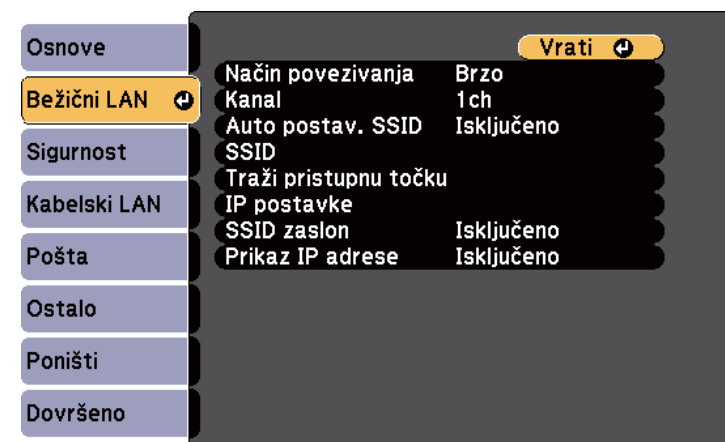 Osnove
Bežični LAN
Sigurnost
Kabelski LAN
Pošta
Ostalo
Poništi
Dovršeno
Vrati
Način povezivanja Brzo
Kanal 1ch
Auto postav. SSID Isključeno
SSID
Traži pristupnu točku
IP postavke
SSID zaslon Isključeno
Prikaz IP adrese Isključeno